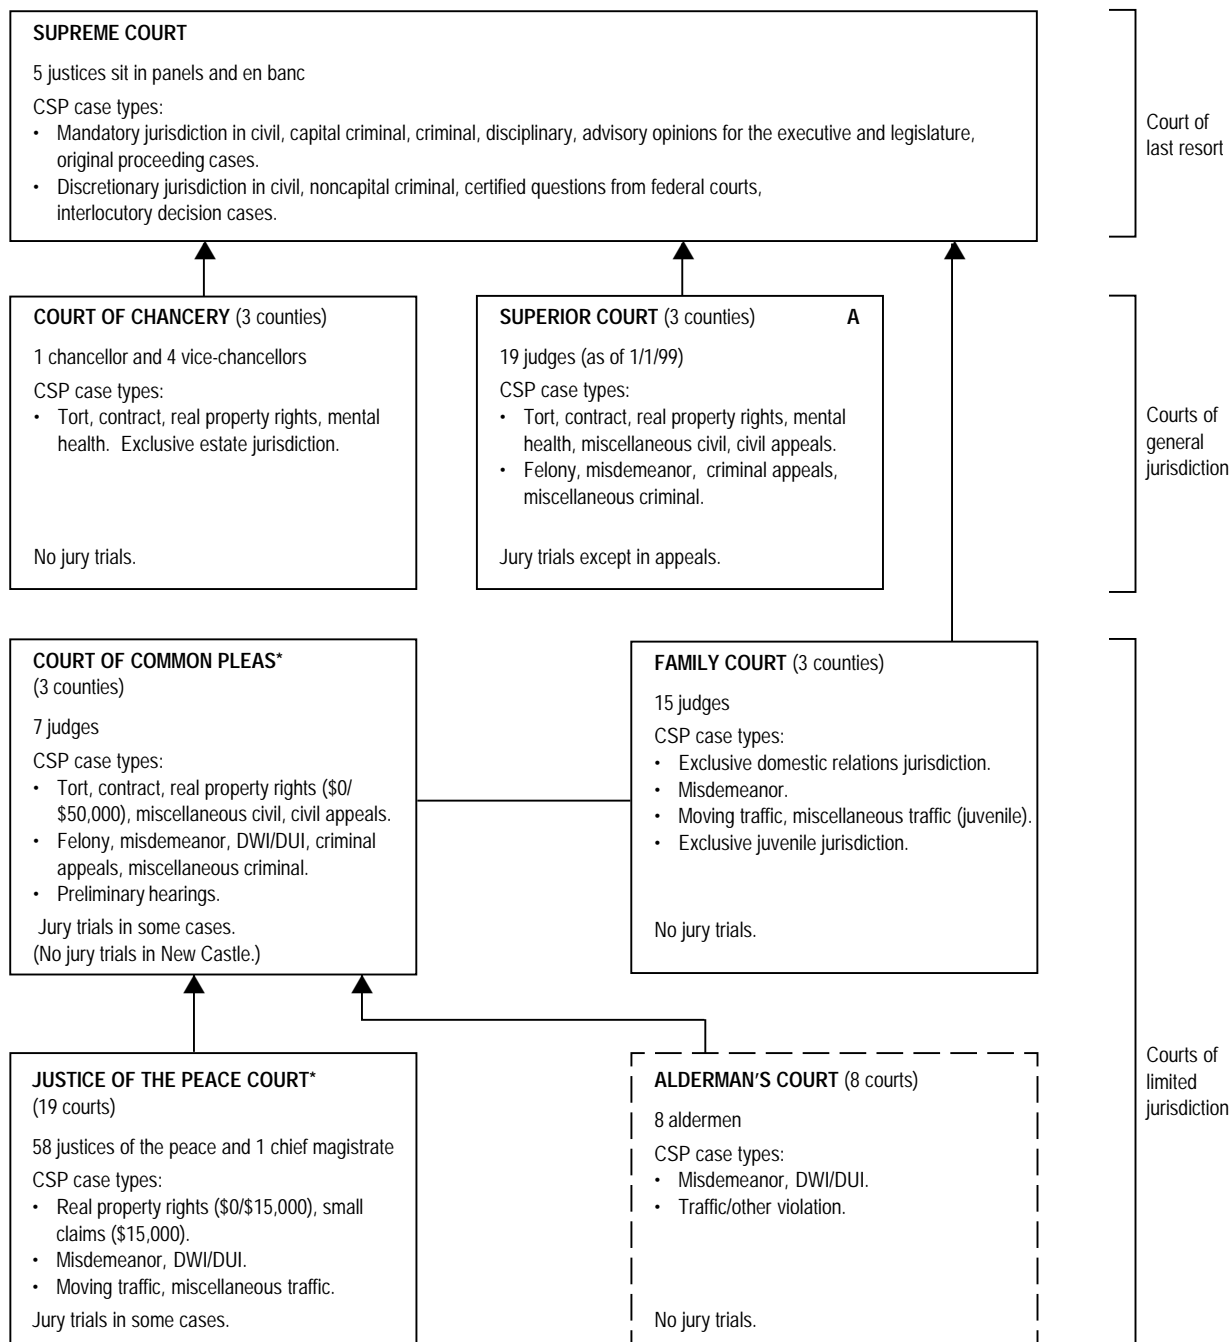 SUPREME COURT
5 justices sit in panels and en banc
CSP case types:
• Mandatory jurisdiction in civil, capital criminal, criminal, disciplinary, advisory opinions for the executive and legislature,
original proceeding cases.
• Discretionary jurisdiction in civil, noncapital criminal, certified questions from federal courts,
interlocutory decision cases.
Court of
last resort
COURT OF CHANCERY (3 counties)
1 chancellor and 4 vice-chancellors
CSP case types:
• Tort, contract, real property rights, mental
health.  Exclusive estate jurisdiction.
No jury trials.
SUPERIOR COURT (3 counties) A
19 judges (as of 1/1/99)
CSP case types:
• Tort, contract, real property rights, mental
health, miscellaneous civil, civil appeals.
• Felony, misdemeanor,  criminal appeals,
miscellaneous criminal.
Jury trials except in appeals.
Courts of
general
jurisdiction
COURT OF COMMON PLEAS*
(3 counties)
7 judges
CSP case types:
• Tort, contract, real property rights ($0/
$50,000), miscellaneous civil, civil appeals.
• Felony, misdemeanor, DWI/DUI, criminal
appeals, miscellaneous criminal.
• Preliminary hearings.
Jury trials in some cases.
(No jury trials in New Castle.)
FAMILY COURT (3 counties)
15 judges
CSP case types:
• Exclusive domestic relations jurisdiction.
• Misdemeanor.
• Moving traffic, miscellaneous traffic (juvenile).
• Exclusive juvenile jurisdiction.
No jury trials.
JUSTICE OF THE PEACE COURT*
(19 courts)
58 justices of the peace and 1 chief magistrate
CSP case types:
• Real property rights ($0/$15,000), small
claims ($15,000).
• Misdemeanor, DWI/DUI.
• Moving traffic, miscellaneous traffic.
Jury trials in some cases.
ALDERMAN'S COURT (8 courts)
8 aldermen
CSP case types:
• Misdemeanor, DWI/DUI.
• Traffic/other violation.
No jury trials.
Courts of
limited
jurisdiction